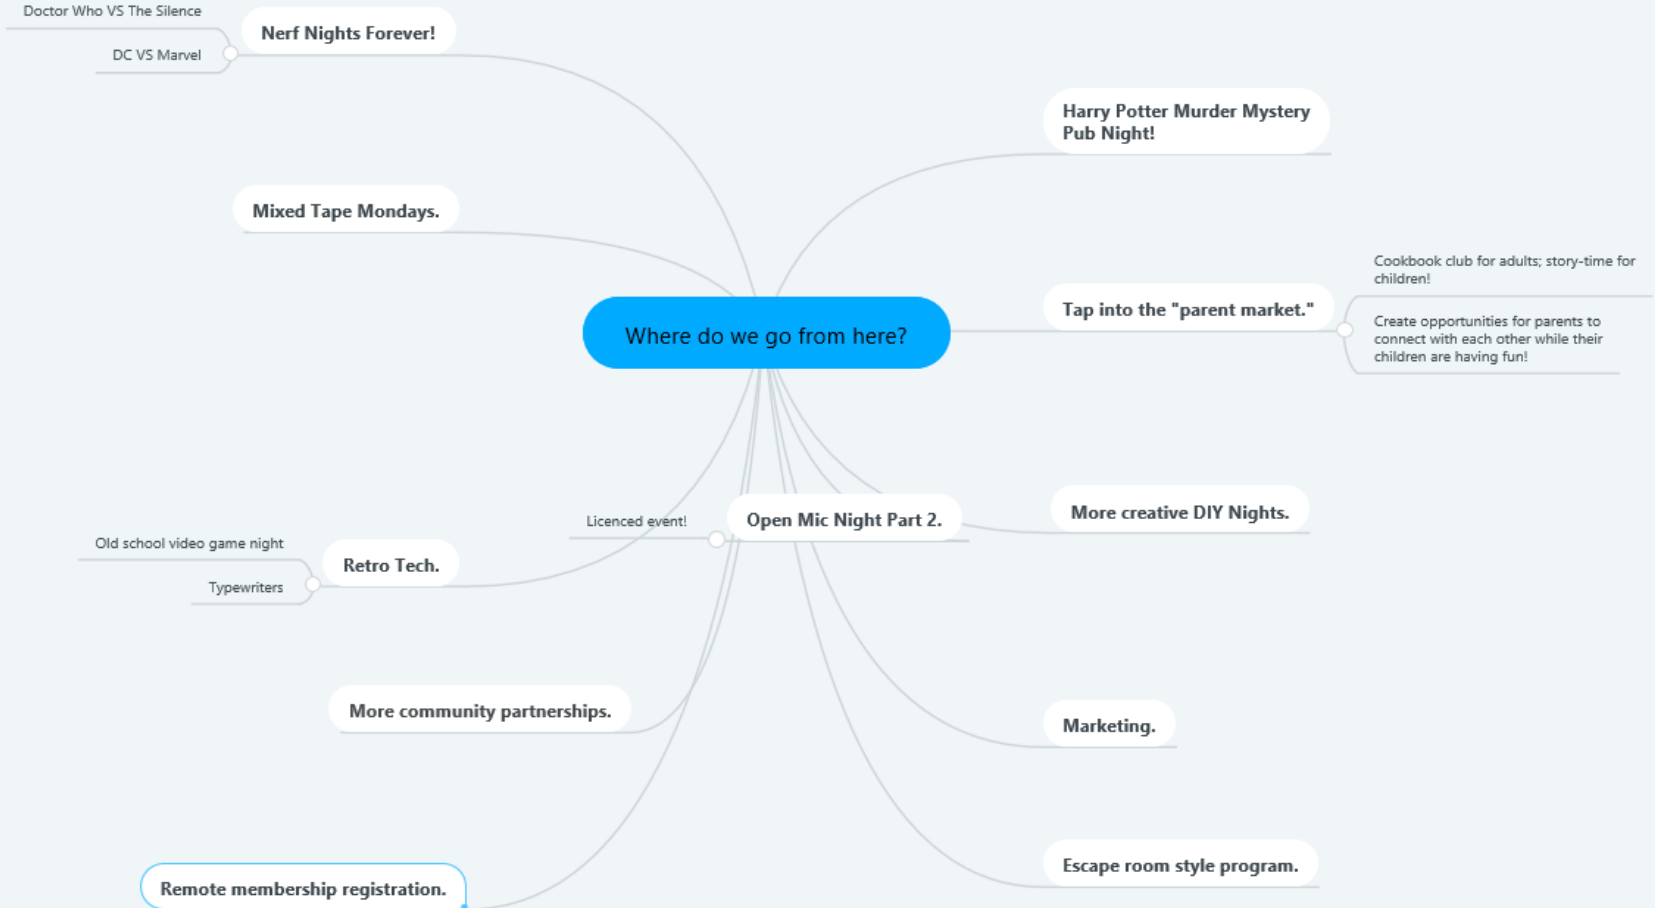 Doctor Who VS The Silence
Nerf Nights Forever!
DC VS Marvel
Harry Potter Murder Mystery
Pub Night!
Mixed Tape Mondays.
Cookbook club for adults; story-time for
children!
Tap into the "parent market."
Create opportunities for parents to
connect with each other while their
children are having fun!
Where do we go from here?
Licenced event!
Open Mic Night Part 2.
More creative DIY Nights.
Old school video game night
Retro Tech.
Typewriters
More community partnerships.
Marketing.
Escape room style program.
Remote membership registration.